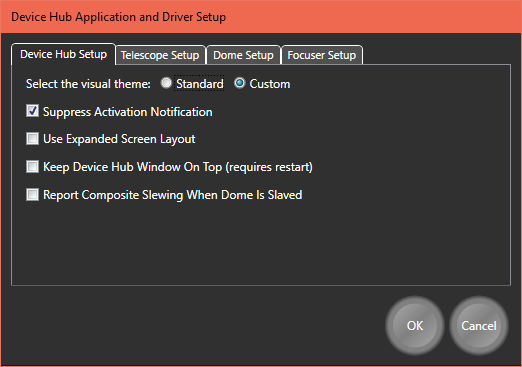 Device Hub Application and Driver Setup
Device Hub Setup Telescope Setup Dome Setup Focuser Setup
Select the visual theme: Standard Custom
Suppress Activation Notification
Use Expanded Screen Layout
Keep Device Hub Window On Top (requires restart)
Report Composite Slewing When Dome Is Slaved
OK Cancel